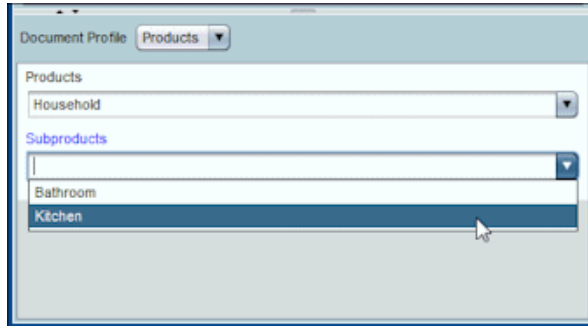 Document Profile Products
Products
Household
Subproducts
Bathroom
Kitchen